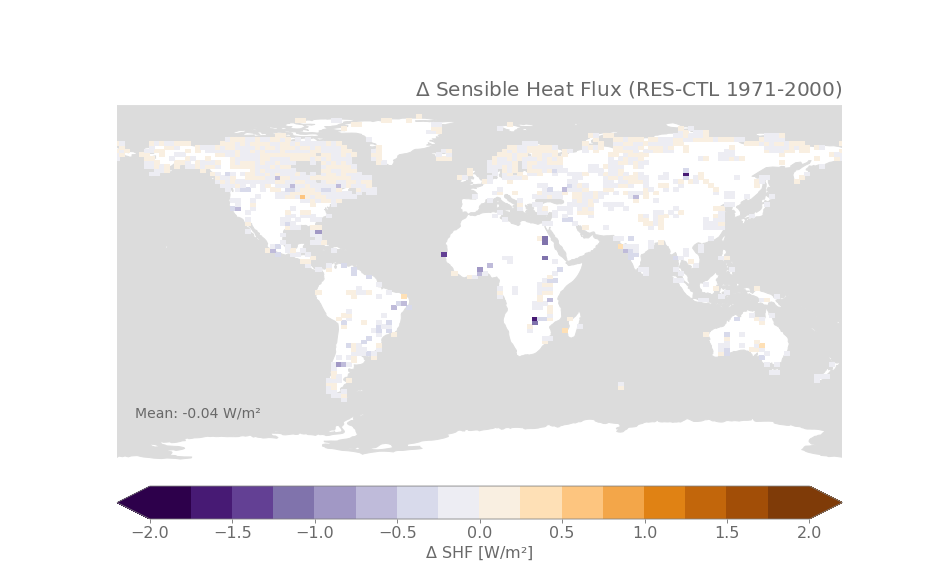 Δ Sensible Heat Flux (RES-CTL 1971-2000)
Mean: -0.04 W/m²
−2.0 −1.5 −1.0 −0.5 0.0 0.5 1.0 1.5 2.0
Δ SHF [W/m²]